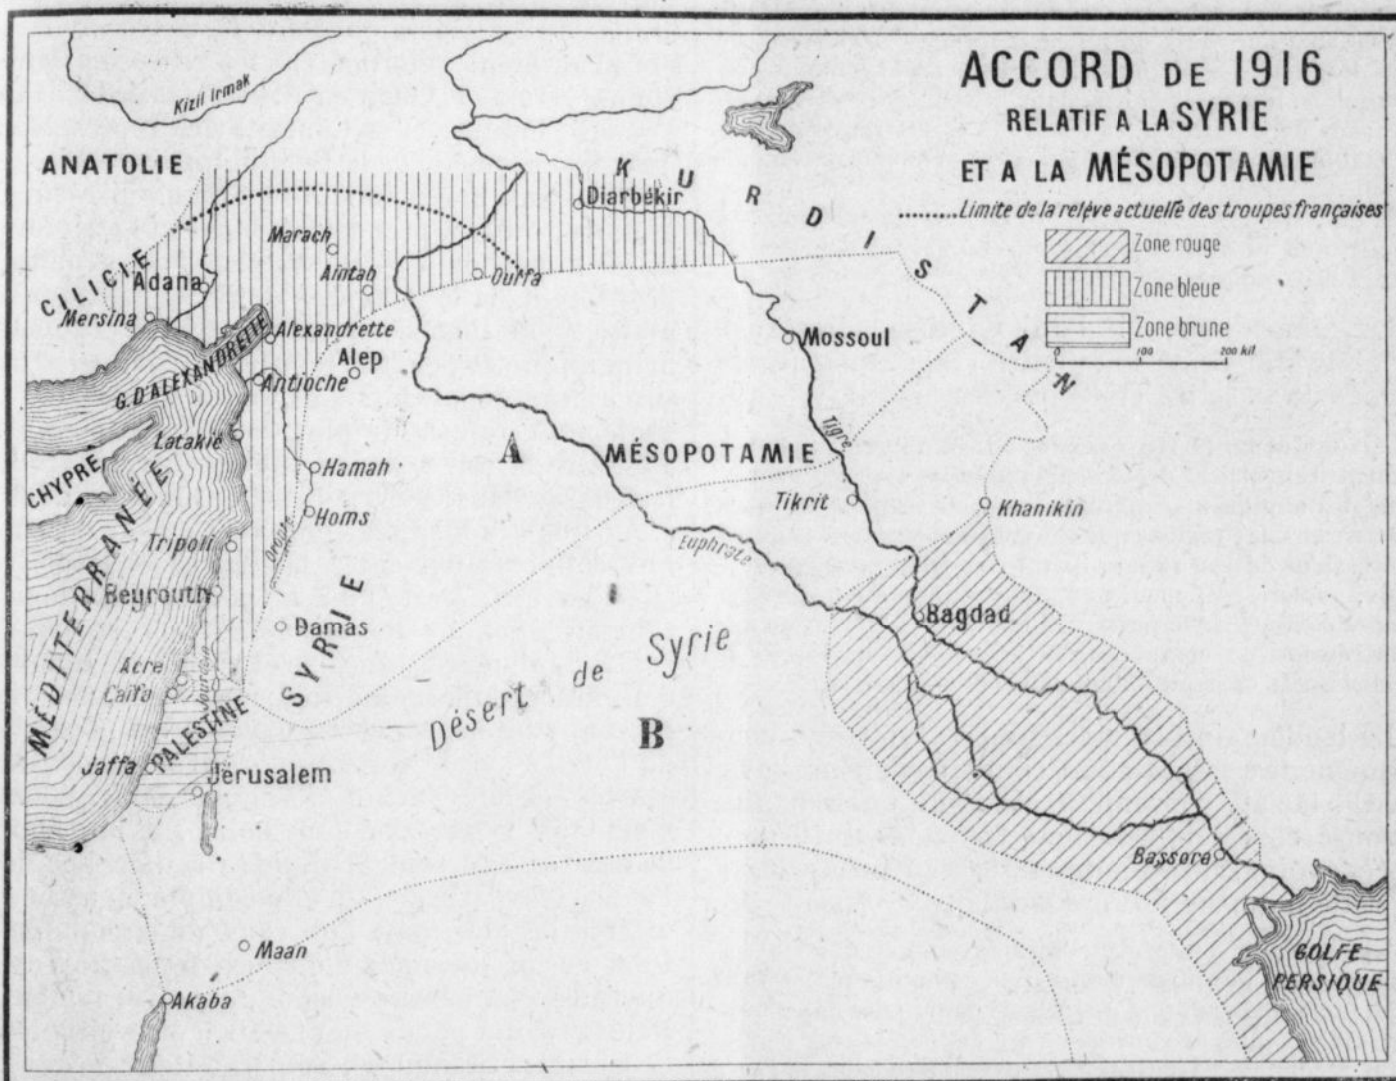 ACCORD DE 1916
RELATIF A LA SYRIE
ET A LA MÉSOPOTAMIE
Limite de la relève actuelle des troupes françaises
Zone rouge
Zone bleue
Zone brune
0 100 200 kil.
Kizil Irmak
ANATOLIE
KURDISTAN
Diarbékir
Marach
Aintab
Ourfa
CILICIE
Adana
Mersina
Alexandrette
G. D'ALEXANDRETTE
Alep
Antioche
Mossoul
Latakié
A
MÉSOPOTAMIE
Tigre
CHYPRE
Hamah
Homs
Oronte
Tikrit
Khanikin
MÉDITERRANÉE
Tripoli
Euphrate
Beyrouth
SYRIE
Damas
Bagdad
Acre
Caïfa
Jourdain
Désert de Syrie
B
PALESTINE
Jaffa
Jérusalem
Bassora
Maan
Akaba
GOLFE
PERSIQUE